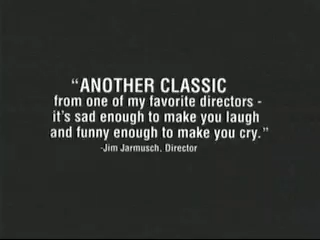 “ANOTHER CLASSIC
from one of my favorite directors -
it's sad enough to make you laugh
and funny enough to make you cry.”
-Jim Jarmusch, Director